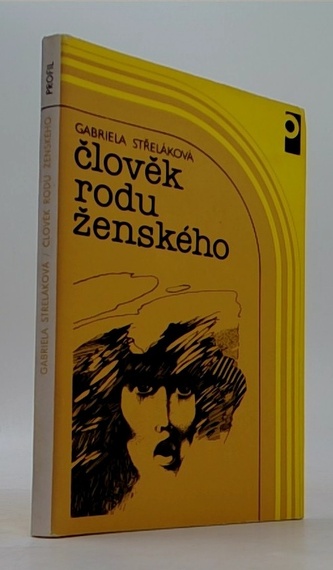 GABRIELA STŘELÁKOVÁ
člověk
rodu
ženského
GABRIELA STŘELÁKOVÁ / ČLOVĚK RODU ŽENSKÉHO
PROFIL